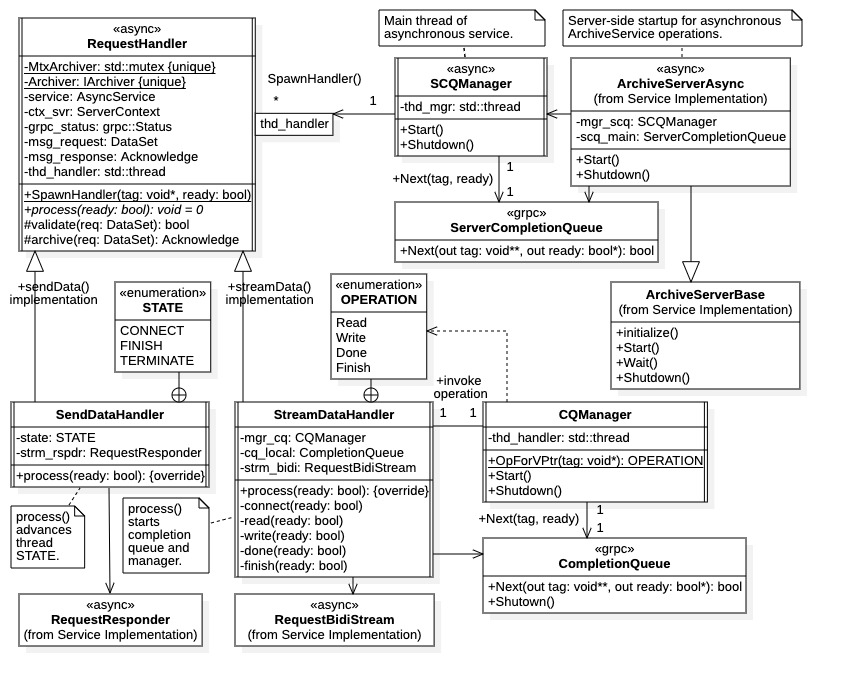 «async»
RequestHandler
-MtxArchiver: std::mutex {unique}
-Archiver: IArchiver {unique}
-service: AsyncService
-ctx_svr: ServerContext
-grpc_status: grpc::Status
-msg_request: DataSet
-msg_response: Acknowledge
-thd_handler: std::thread
+SpawnHandler(tag: void*, ready: bool)
+process(ready: bool): void = 0
#validate(req: DataSet): bool
#archive(req: DataSet): Acknowledge
SpawnHandler()
*
1
thd_handler
Main thread of
asynchronous service.
«async»
SCQManager
-thd_mgr: std::thread
+Start()
+Shutdown()
Server-side startup for asynchronous
ArchiveService operations.
«async»
ArchiveServerAsync
(from Service Implementation)
-mgr_scq: SCQManager
-scq_main: ServerCompletionQueue
+Start()
+Shutdown()
+Next(tag, ready)
1
1
«grpc»
ServerCompletionQueue
+Next(out tag: void**, out ready: bool*): bool
ArchiveServerBase
(from Service Implementation)
+initialize()
+Start()
+Wait()
+Shutdown()
+sendData()
implementation
«enumeration»
STATE
CONNECT
FINISH
TERMINATE
+streamData()
implementation
«enumeration»
OPERATION
Read
Write
Done
Finish
+invoke
operation
1
1
SendDataHandler
-state: STATE
-strm_rspdr: RequestResponder
+process(ready: bool): {override}
StreamDataHandler
-mgr_cq: CQManager
-cq_local: CompletionQueue
-strm_bidi: RequestBidiStream
+process(ready: bool): {override}
-connect(ready: bool)
-read(ready: bool)
-write(ready: bool)
-done(ready: bool)
-finish(ready: bool)
CQManager
-thd_handler: std::thread
+OpForVPtr(tag: void*): OPERATION
+Start()
+Shutdown()
process()
advances
thread
STATE.
process()
starts
completion
queue and
manager.
+Next(tag, ready)
1
1
«grpc»
CompletionQueue
+Next(out tag: void**, out ready: bool*): bool
+Shutown()
«async»
RequestResponder
(from Service Implementation)
«async»
RequestBidiStream
(from Service Implementation)